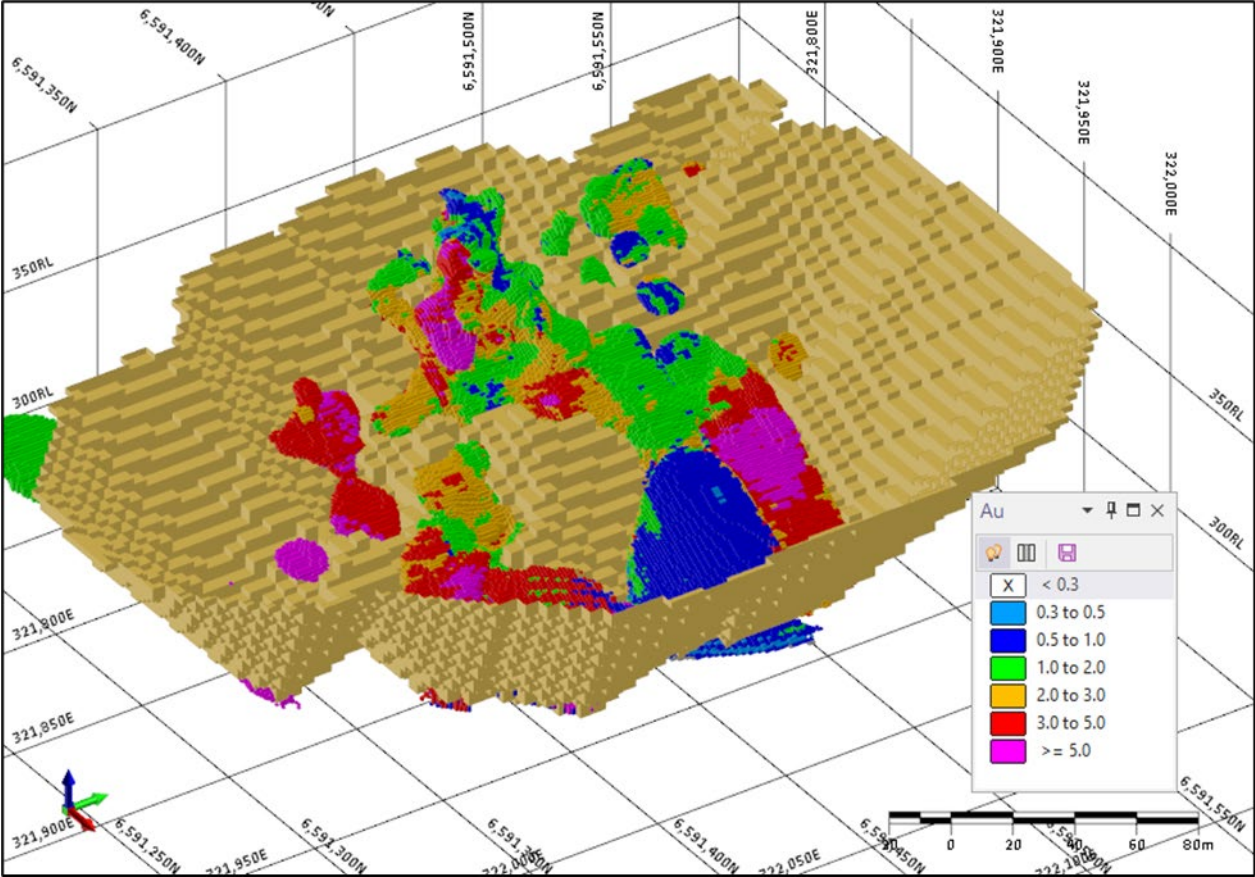 6,591,400N
6,591,350N
6,591,500N
6,591,550N
321,800E
321,900E
321,950E
322,000E
350RL
300RL
350RL
300RL
321,800E
321,850E
321,900E
Au
X < 0.3
0.3 to 0.5
0.5 to 1.0
1.0 to 2.0
2.0 to 3.0
3.0 to 5.0
>= 5.0
6,591,550N
6,591,250N
321,950E
6,591,300N
322,000E
6,591,400N
322,050E
0 20 40 60 80m